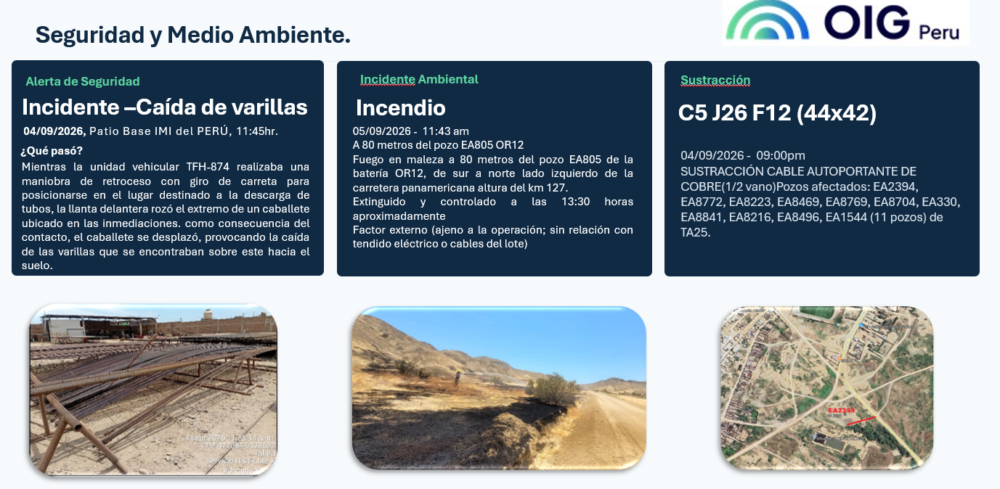 Seguridad y Medio Ambiente.
OIG Peru
Alerta de Seguridad
Incidente –Caída de varillas
04/09/2026, Patio Base IMI del PERÚ, 11:45hr.
¿Qué pasó?
Mientras la unidad vehicular TFH-874 realizaba una
maniobra de retroceso con giro de carreta para
posicionarse en el lugar destinado a la descarga de
tubos, la llanta delantera rozó el extremo de un caballete
ubicado en las inmediaciones. como consecuencia del
contacto, el caballete se desplazó, provocando la caída
de las varillas que se encontraban sobre este hacia el
suelo.
Incidente Ambiental
Incendio
05/09/2026 - 11:43 am
A 80 metros del pozo EA805 OR12
Fuego en maleza a 80 metros del pozo EA805 de la
batería OR12, de sur a norte lado izquierdo de la
carretera panamericana altura del km 127.
Extinguido y controlado a las 13:30 horas
aproximadamente
Factor externo (ajeno a la operación; sin relación con
tendido eléctrico o cables del lote)
Sustracción
C5 J26 F12 (44x42)
04/09/2026 - 09:00pm
SUSTRACCIÓN CABLE AUTOPORTANTE DE
COBRE(1/2 vano)Pozos afectados: EA2394,
EA8772, EA8223, EA8469, EA8769, EA8704, EA330,
EA8841, EA8216, EA8496, EA1544 (11 pozos) de
TA25.
4 sept 2026
Servicio IT&T-Lote X
EA2394